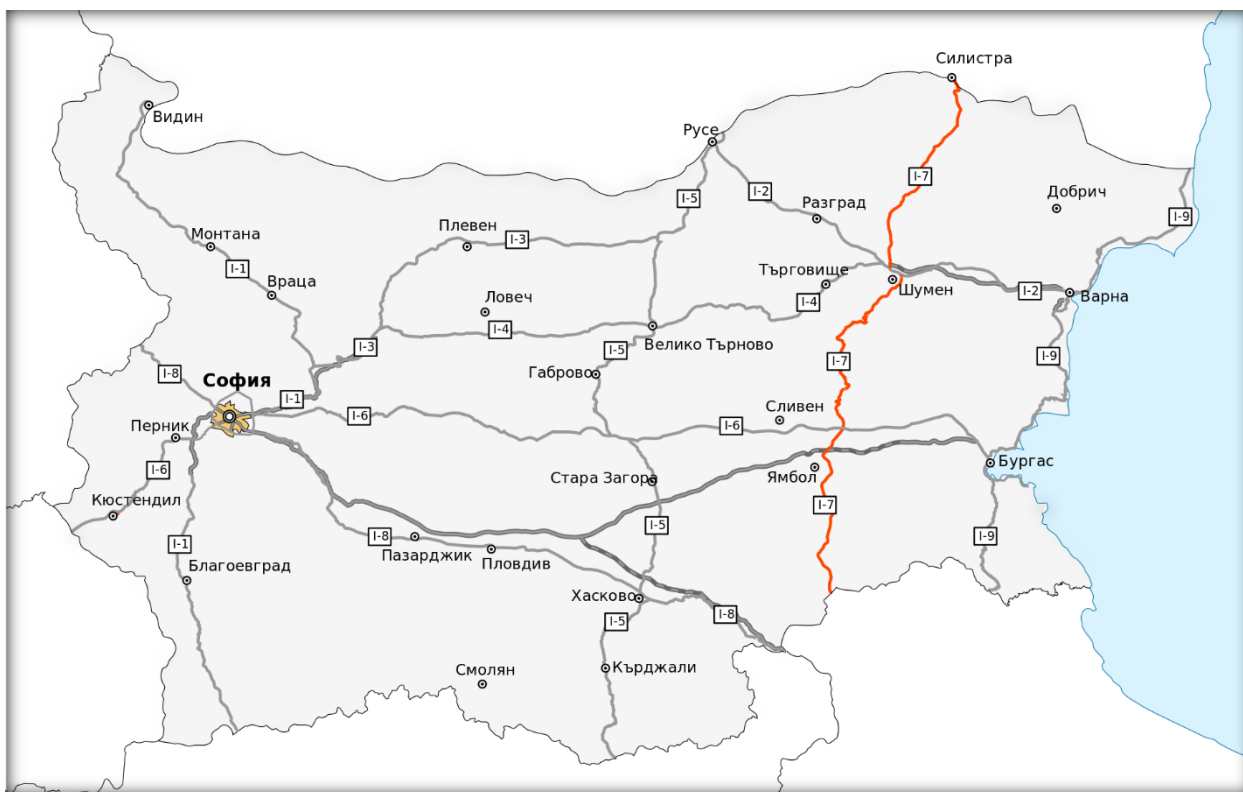 Силистра
Видин
Русе
I-7
I-2
Разград
I-5
Добрич
I-9
Плевен
I-3
Монтана
I-1
Враца
Търговище
Шумен
I-2
Варна
Ловеч
I-4
I-4
Велико Търново
I-3
I-5
I-9
I-7
Габрово
I-8
София
I-1
I-6
Сливен
I-6
Перник
I-6
Бургас
Стара Загора
Ямбол
Кюстендил
I-7
I-5
I-1
I-8
Пазарджик
Пловдив
I-9
Благоевград
Хасково
I-5
I-8
Смолян
Кърджали